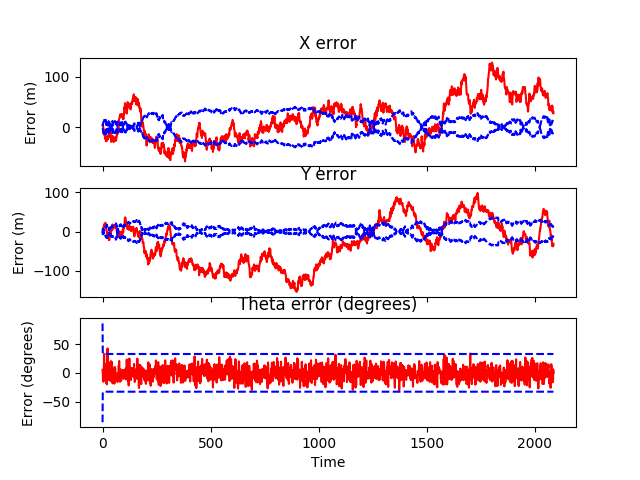 X error
Error (m)
100
0
Y error
Error (m)
100
0
−100
Theta error (degrees)
Error (degrees)
50
0
−50
0 500 1000 1500 2000
Time